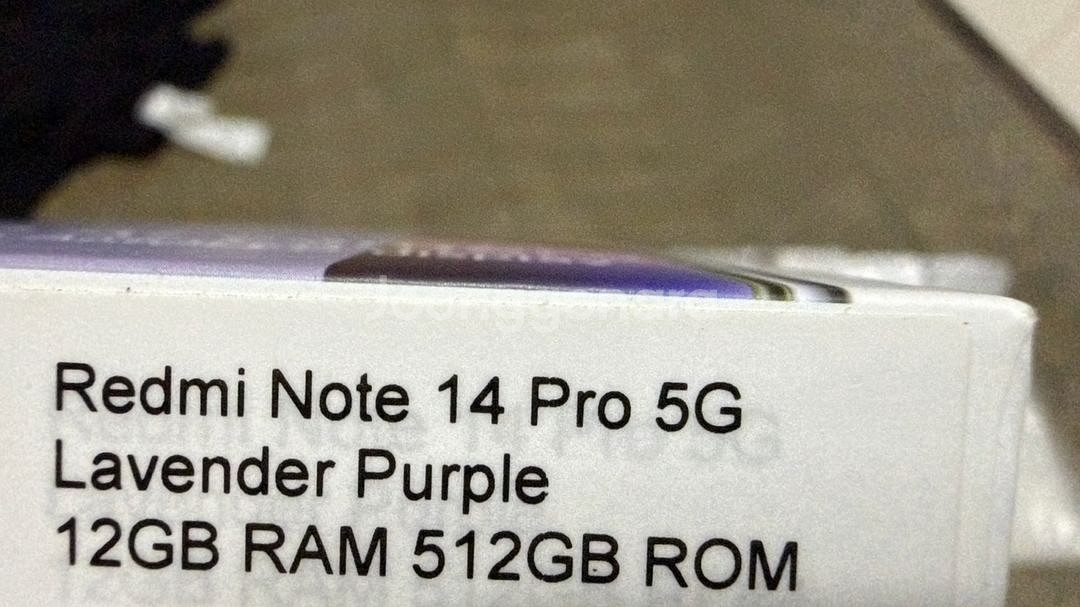 Redmi Note 14 Pro 5G
Lavender Purple
12GB RAM 512GB ROM